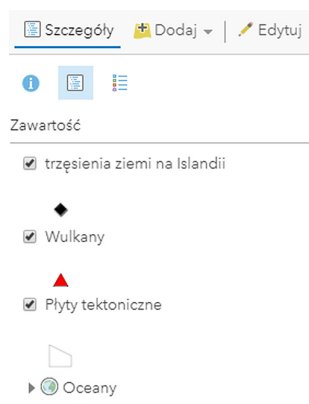 Szczegóły Dodaj Edytuj
Zawartość
trzęsienia ziemi na Islandii
Wulkany
Płyty tektoniczne
Oceany